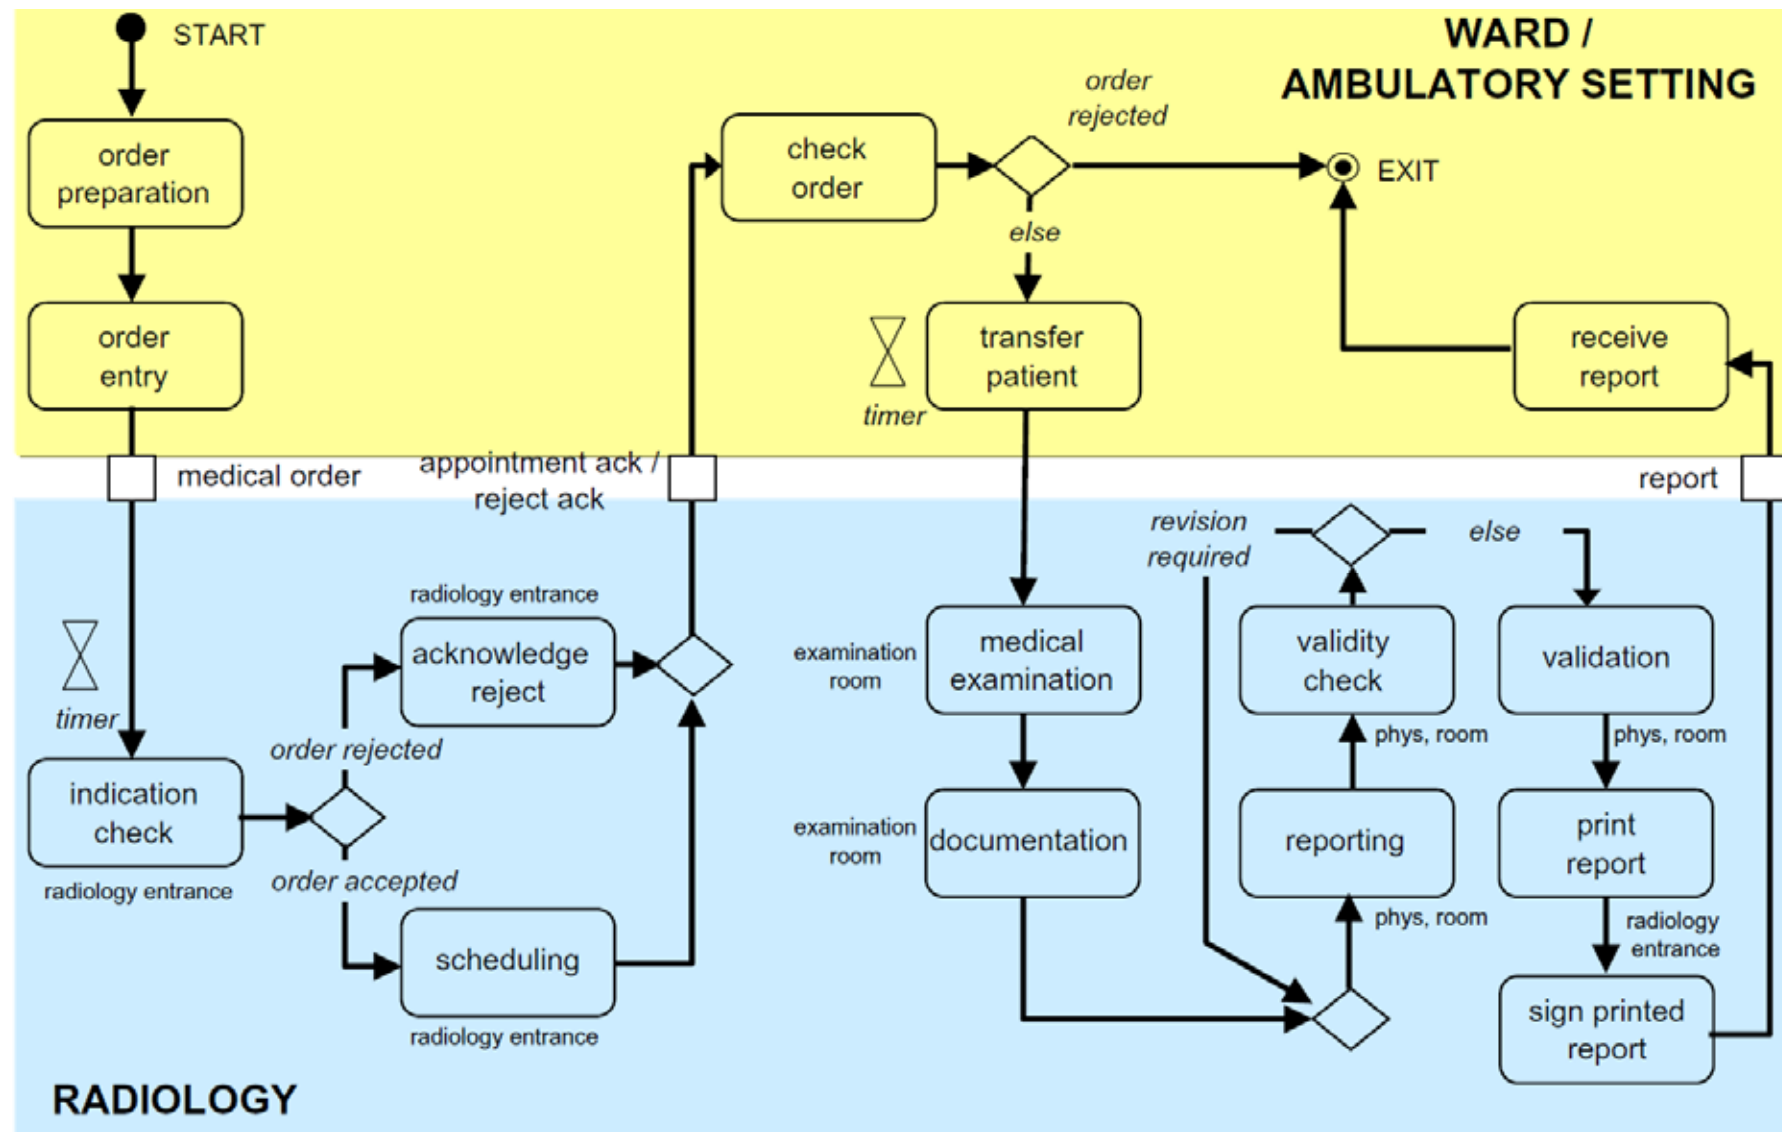 START
WARD /
AMBULATORY SETTING
order
preparation
check
order
order
rejected
EXIT
else
order
entry
timer
transfer
patient
receive
report
medical order
appointment ack /
reject ack
report
revision
required
else
radiology entrance
timer
acknowledge
reject
examination
room
medical
examination
validity
check
validation
order rejected
phys, room
phys, room
indication
check
radiology entrance
order accepted
examination
room
documentation
reporting
print
report
phys, room
radiology
entrance
scheduling
radiology entrance
sign printed
report
RADIOLOGY